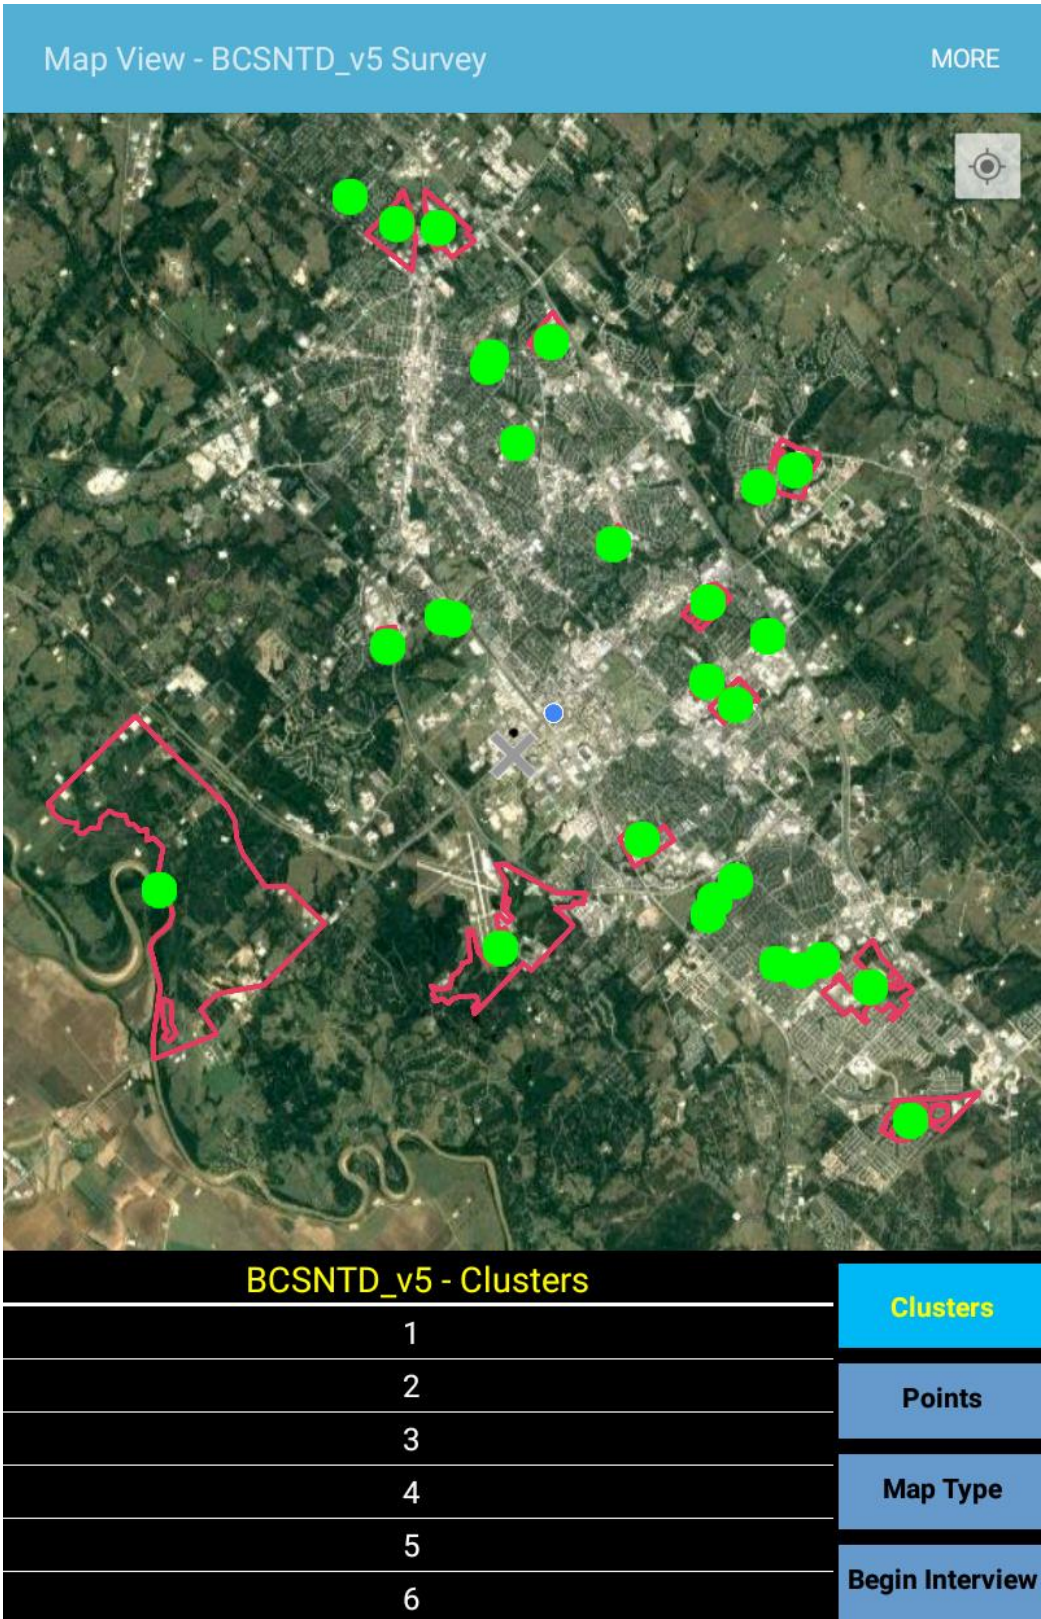 Map View - BCSNTD_v5 Survey
MORE
BCSNTD_v5 - Clusters
1
2
3
4
5
6
Clusters
Points
Map Type
Begin Interview